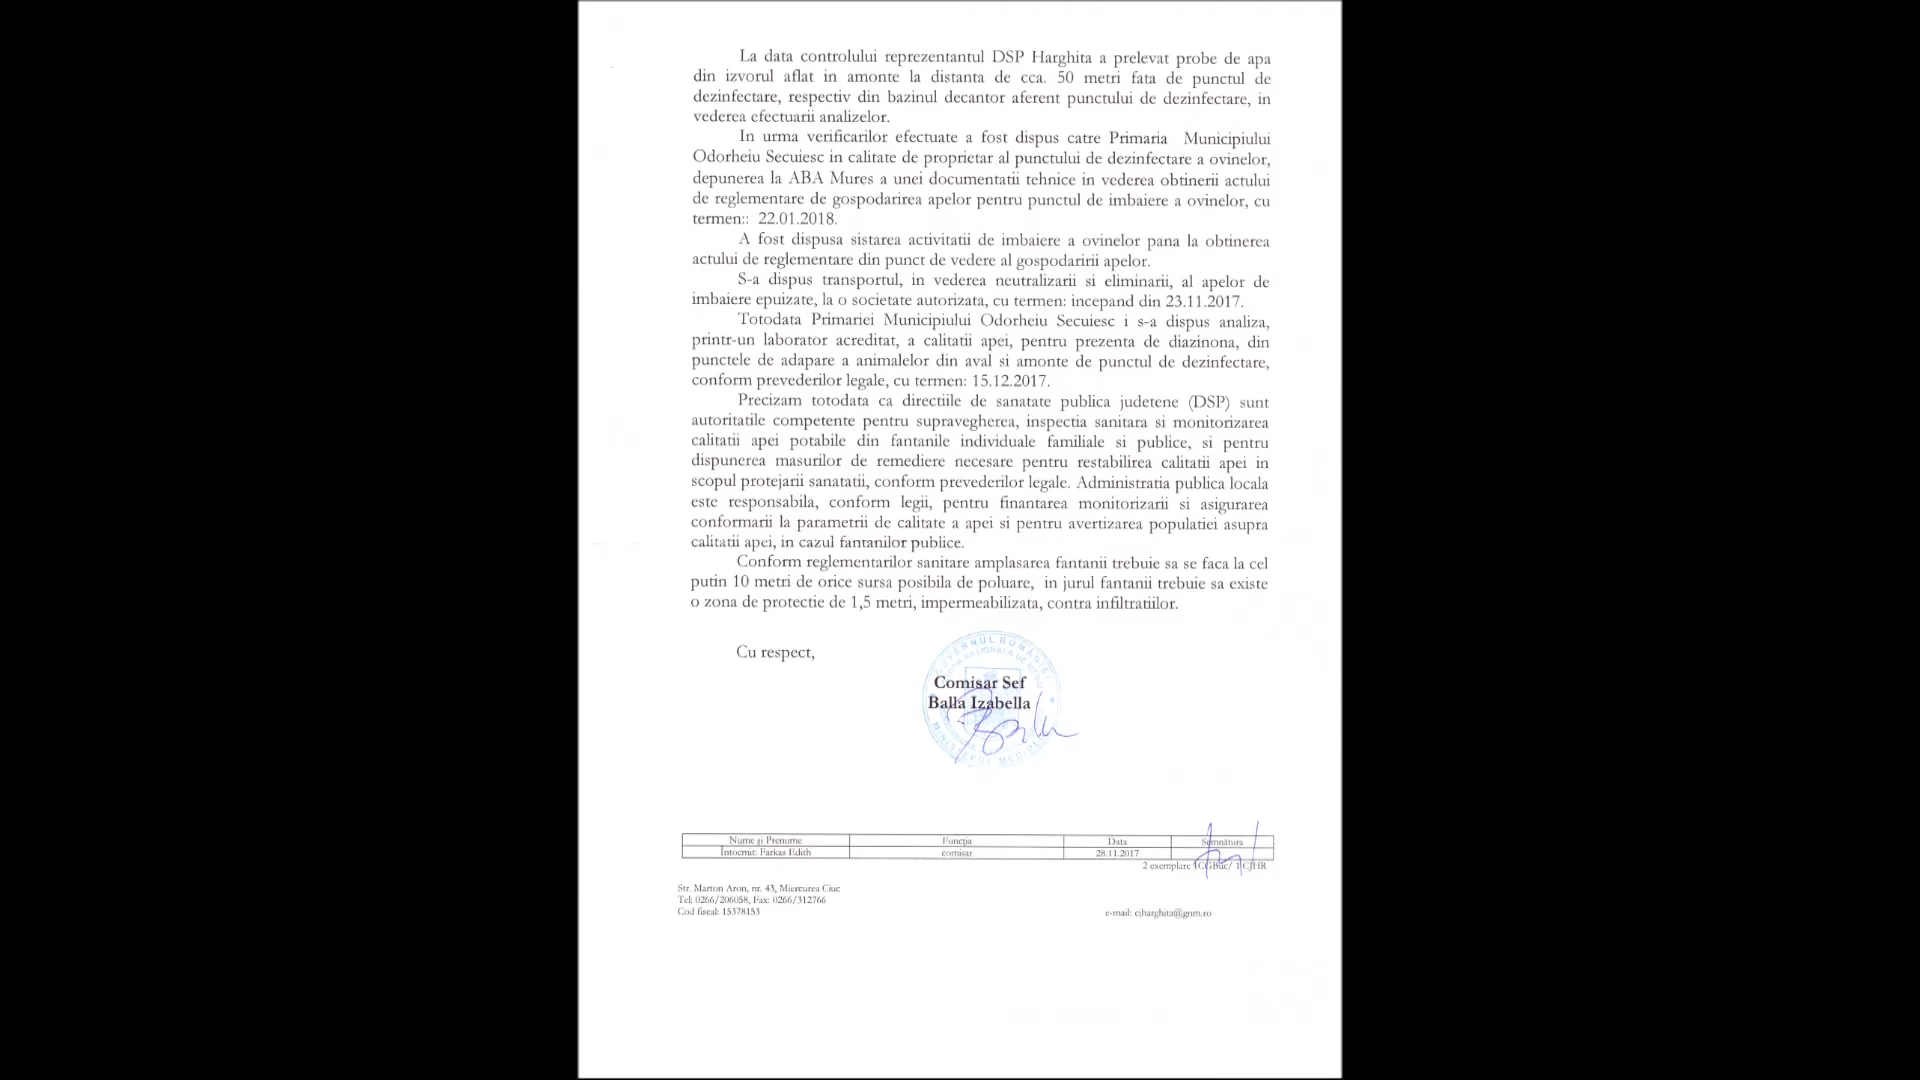 La data controlului reprezentantul DSP Harghita a prelevat probe de apa
din izvorul aflat in amonte la distanta de cca. 50 metri fata de punctul de
dezinfectare, respectiv din bazinul decantor aferent punctului de dezinfectare, in
vederea efectuarii analizelor.
In urma verificarilor efectuate a fost dispus catre Primaria Municipiului
Odorheiu Secuiesc in calitate de proprietar al punctului de dezinfectare a ovinelor,
depunerea la ABA Mures a unei documentatii tehnice in vederea obtinerii actului
de reglementare de gospodarirea apelor pentru punctul de imbaiere a ovinelor, cu
termen:: 22.01.2018.
A fost dispusa sistarea activitatii de imbaiere a ovinelor pana la obtinerea
actului de reglementare din punct de vedere al gospodaririi apelor.
S-a dispus transportul, in vederea neutralizarii si eliminarii, al apelor de
imbaiere epuizate, la o societate autorizata, cu termen: incepand din 23.11.2017.
Totodata Primariei Municipiului Odorheiu Secuiesc i s-a dispus analiza,
printr-un laborator acreditat, a calitatii apei, pentru prezenta de diazinona, din
punctele de adapare a animalelor din aval si amonte de punctul de dezinfectare,
conform prevederilor legale, cu termen: 15.12.2017.
Precizam totodata ca directiile de sanatate publica judetene (DSP) sunt
autoritatile competente pentru supravegherea, inspectia sanitara si monitorizarea
calitatii apei potabile din fantanile individuale familiale si publice, si pentru
dispunerea masurilor de remediere necesare pentru restabilirea calitatii apei in
scopul protejarii sanatatii, conform prevederilor legale. Administratia publica locala
este responsabila, conform legii, pentru finantarea monitorizarii si asigurarea
conformarii la parametrii de calitate a apei si pentru avertizarea populatiei asupra
calitatii apei, in cazul fantanilor publice.
Conform reglementarilor sanitare amplasarea fantanii trebuie sa se faca la cel
putin 10 metri de orice sursa posibila de poluare, in jurul fantanii trebuie sa existe
o zona de protectie de 1,5 metri, impermeabilizata, contra infiltratiilor.
Cu respect,
GUVERNUL ROMÂNIEI
Comisar Sef
Balla Izabella
Nume și Prenume Funcția Data Semnătura
Întocmit: Farkas Edith comisar 28.11.2017
2 exemplare 1CGBuc/ 1 CJHR
Str. Marton Aron, nr. 43, Miercurea Ciuc
Tel: 0266/206058, Fax: 0266/312766
Cod fiscal: 15378153
e-mail: cjharghita@gnm.ro